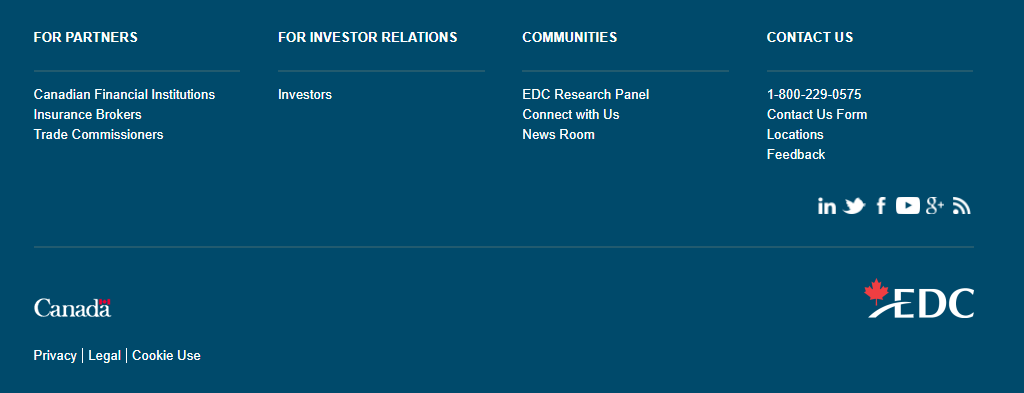 FOR PARTNERS
Canadian Financial Institutions
Insurance Brokers
Trade Commissioners
FOR INVESTOR RELATIONS
Investors
COMMUNITIES
EDC Research Panel
Connect with Us
News Room
CONTACT US
1-800-229-0575
Contact Us Form
Locations
Feedback
in f g+
Canada
EDC
Privacy | Legal | Cookie Use